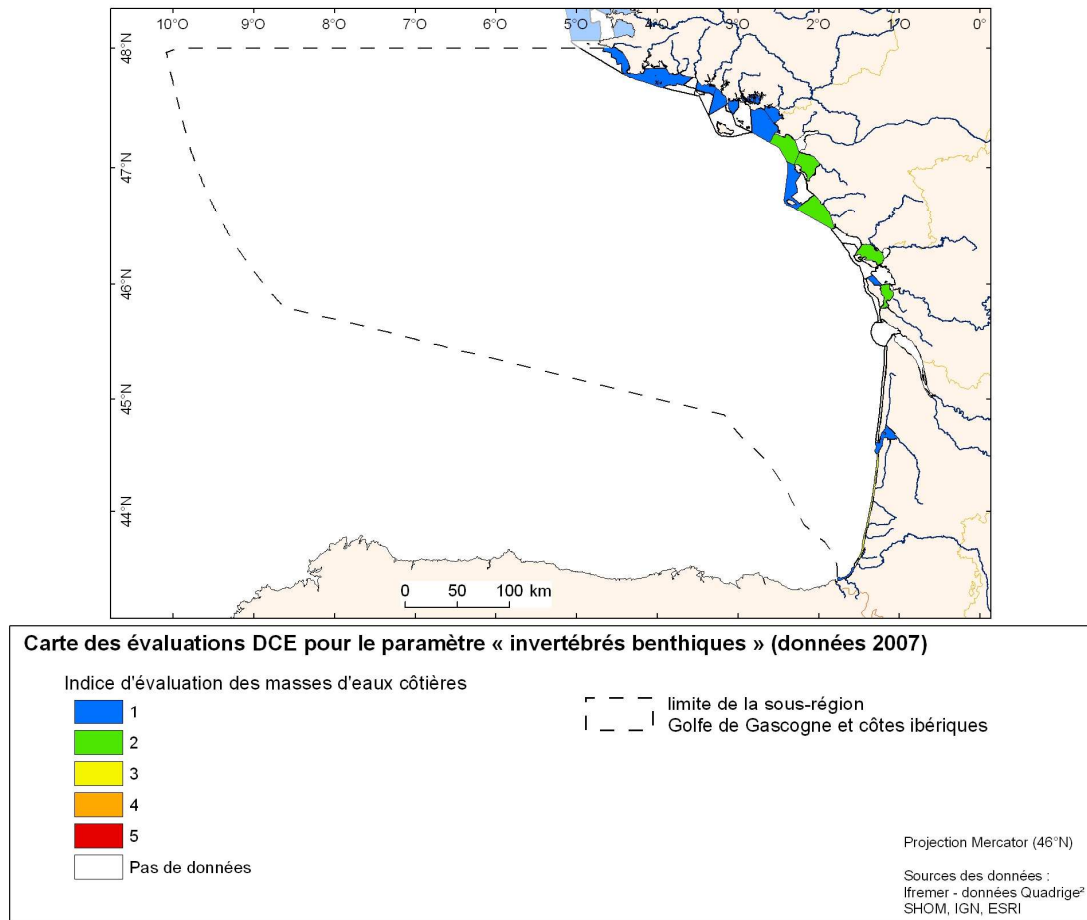 10°O 9°O 8°O 7°O 6°O 5°O 4°O 3°O 2°O 1°O 0°
48°N
47°N
46°N
45°N
44°N
0 50 100 km
Carte des évaluations DCE pour le paramètre « invertébrés benthiques » (données 2007)
Indice d'évaluation des masses d'eaux côtières
1
2
3
4
5
Pas de données
limite de la sous-région
Golfe de Gascogne et côtes ibériques
Projection Mercator (46°N)
Sources des données :
Ifremer - données Quadrige²
SHOM, IGN, ESRI